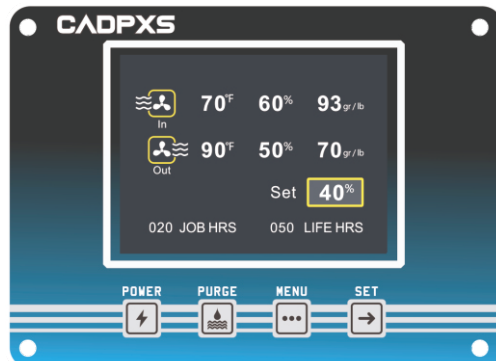 CADPXS
70°F 60% 93gr/lb
In
90°F 50% 70gr/lb
Out
Set 40%
020 JOB HRS 050 LIFE HRS
POWER PURGE MENU SET